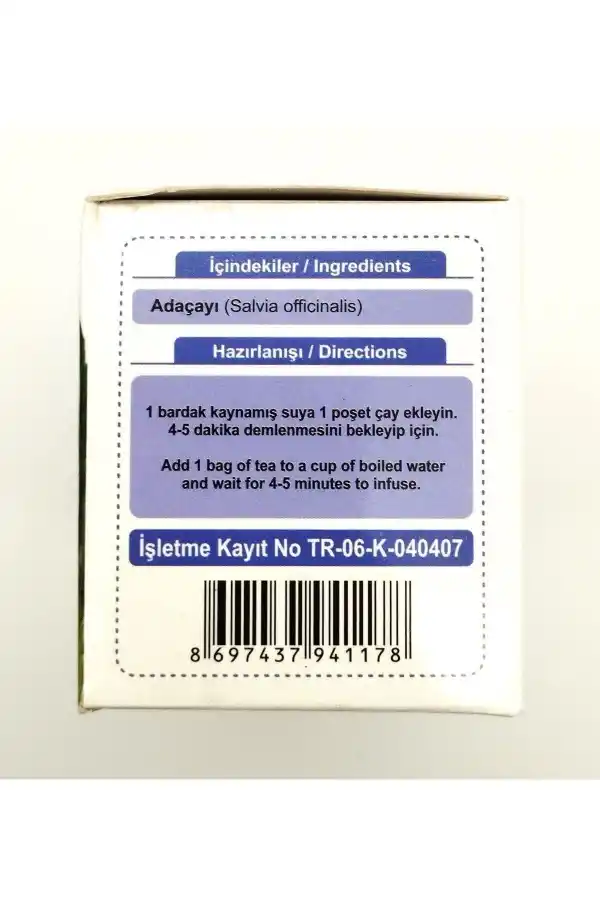 İçindekiler / Ingredients
Adaçayı (Salvia officinalis)
Hazırlanışı / Directions
1 bardak kaynamış suya 1 poşet çay ekleyin.
4-5 dakika demlenmesini bekleyip için.
Add 1 bag of tea to a cup of boiled water
and wait for 4-5 minutes to infuse.
İşletme Kayıt No TR-06-K-040407
8 697437 941178